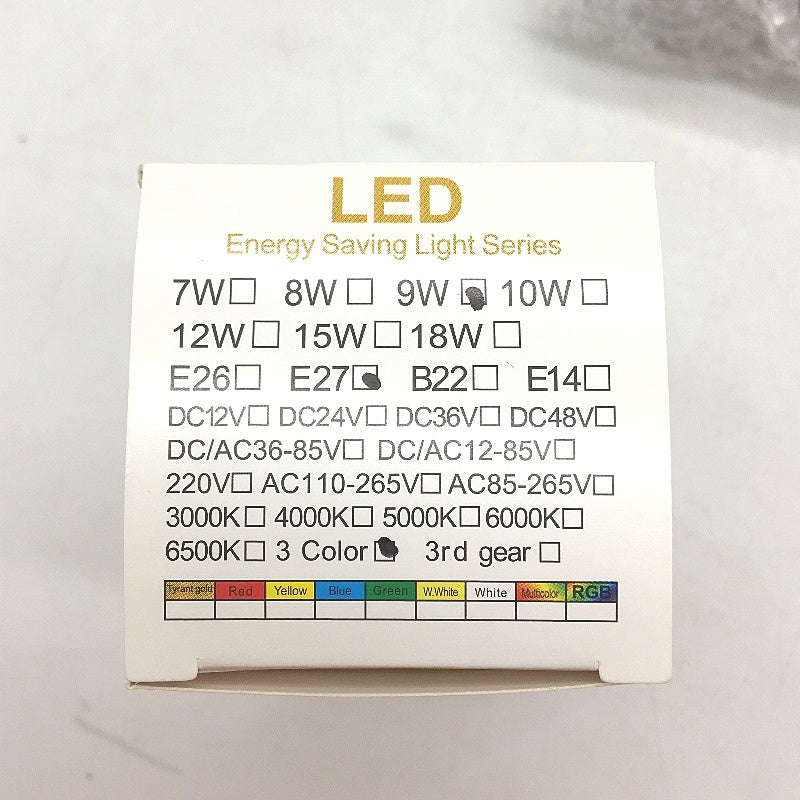 LED
Energy Saving Light Series
7W□ 8W□ 9W□ 10W□
12W□ 15W□ 18W□
E26□ E27□ B22□ E14□
DC12V□ DC24V□ DC36V□ DC48V□
DC/AC36-85V□ DC/AC12-85V□
220V□ AC110-265V□ AC85-265V□
3000K□ 4000K□ 5000K□ 6000K□
6500K□ 3 Color□ 3rd gear□
Tyrant gold Red Yellow Blue Green W.White White Multicolor RGB